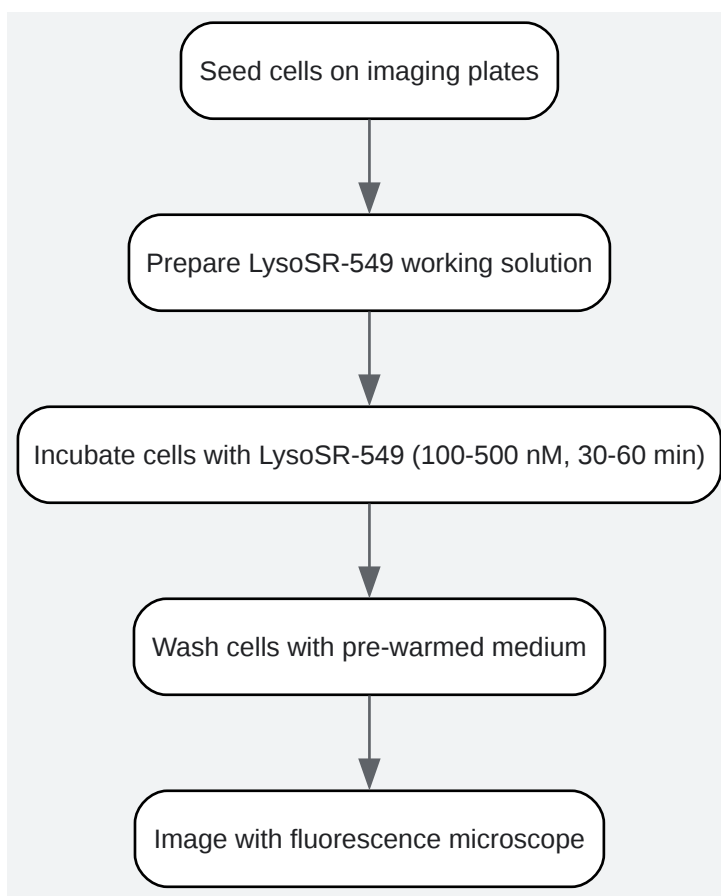 Seed cells on imaging plates
Prepare LysoSR-549 working solution
Incubate cells with LysoSR-549 (100-500 nM, 30-60 min)
Wash cells with pre-warmed medium
Image with fluorescence microscope